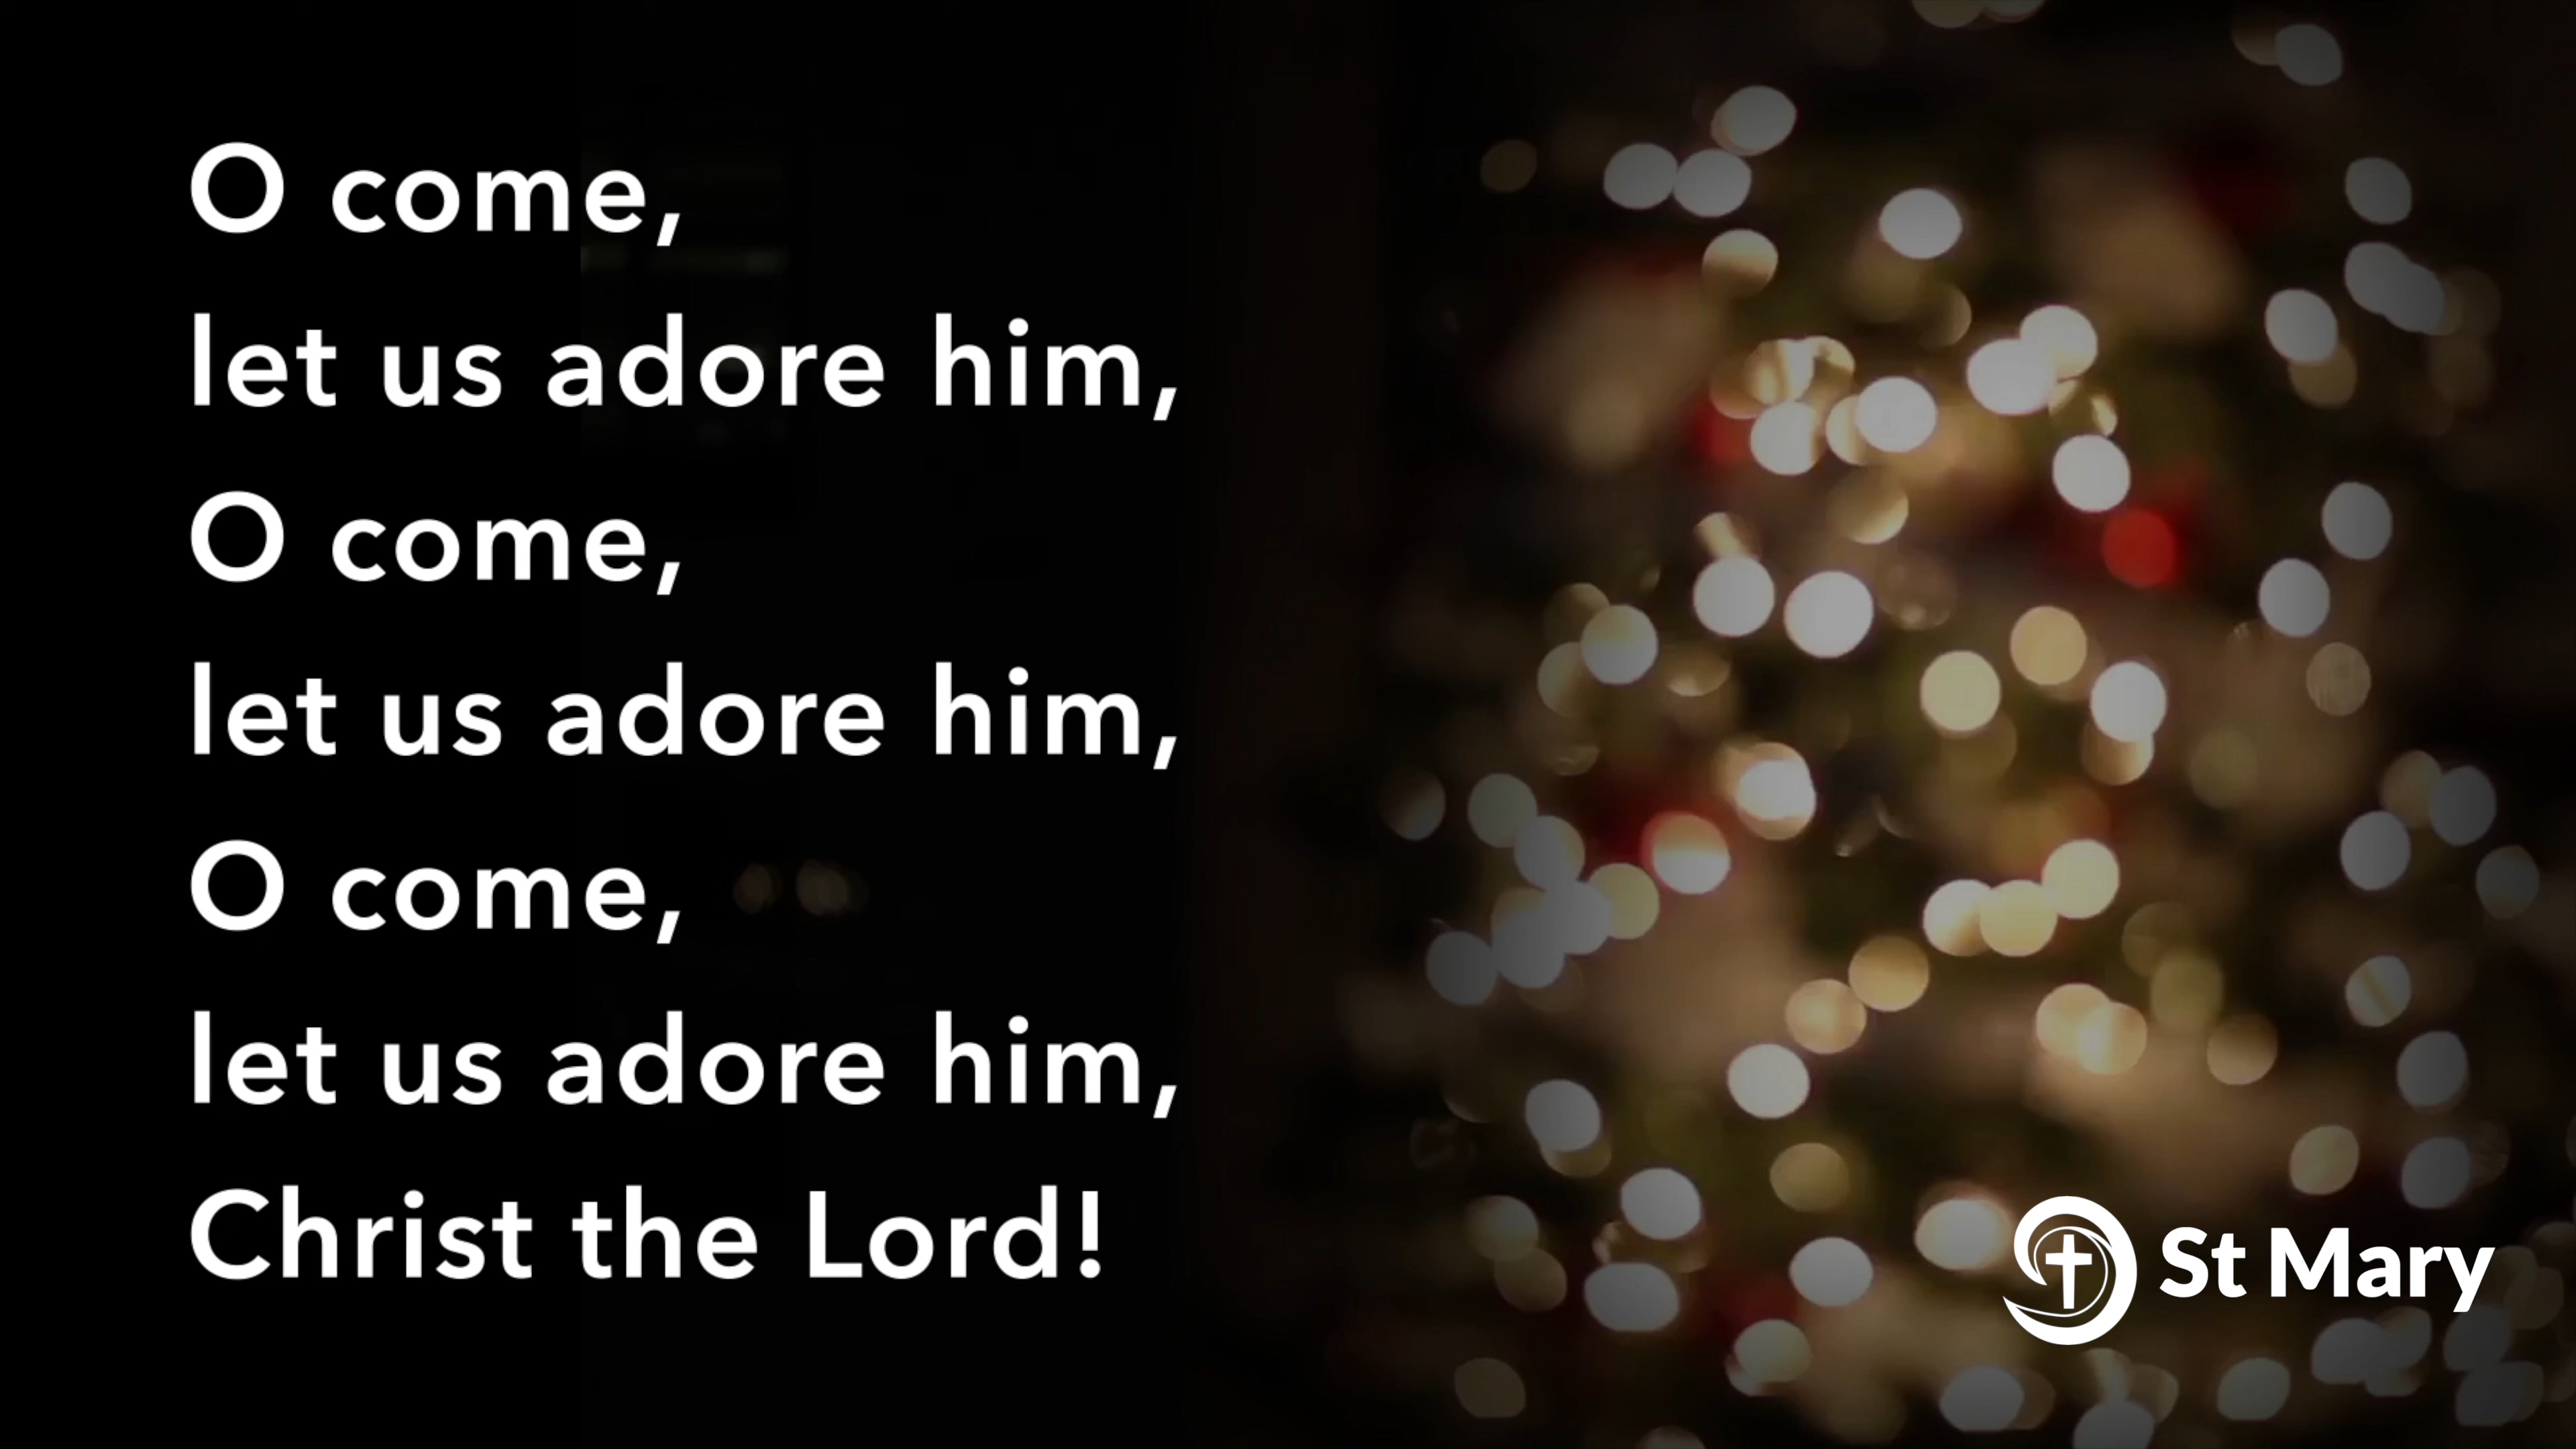 O come,
let us adore him,
O come,
let us adore him,
O come,
let us adore him,
Christ the Lord!
St Mary